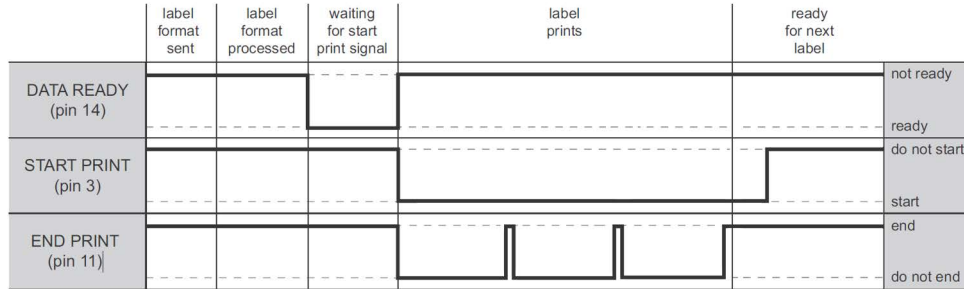 label
format
sent
label
format
processed
waiting
for start
print signal
label
prints
ready
for next
label
DATA READY
(pin 14)
not ready
ready
START PRINT
(pin 3)
do not start
start
END PRINT
(pin 11)
end
do not end